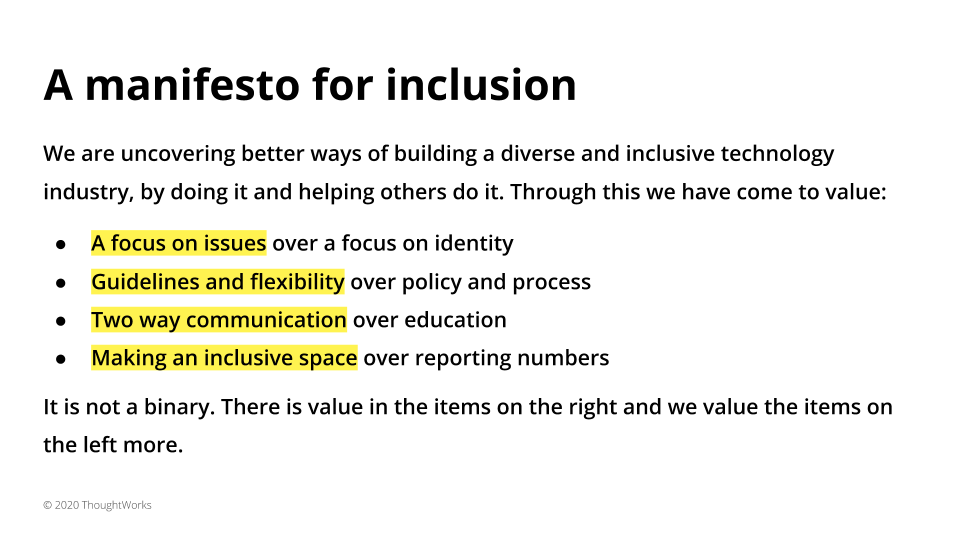 A manifesto for inclusion
We are uncovering better ways of building a diverse and inclusive technology
industry, by doing it and helping others do it. Through this we have come to value:
● A focus on issues over a focus on identity
● Guidelines and flexibility over policy and process
● Two way communication over education
● Making an inclusive space over reporting numbers
It is not a binary. There is value in the items on the right and we value the items on
the left more.
© 2020 ThoughtWorks